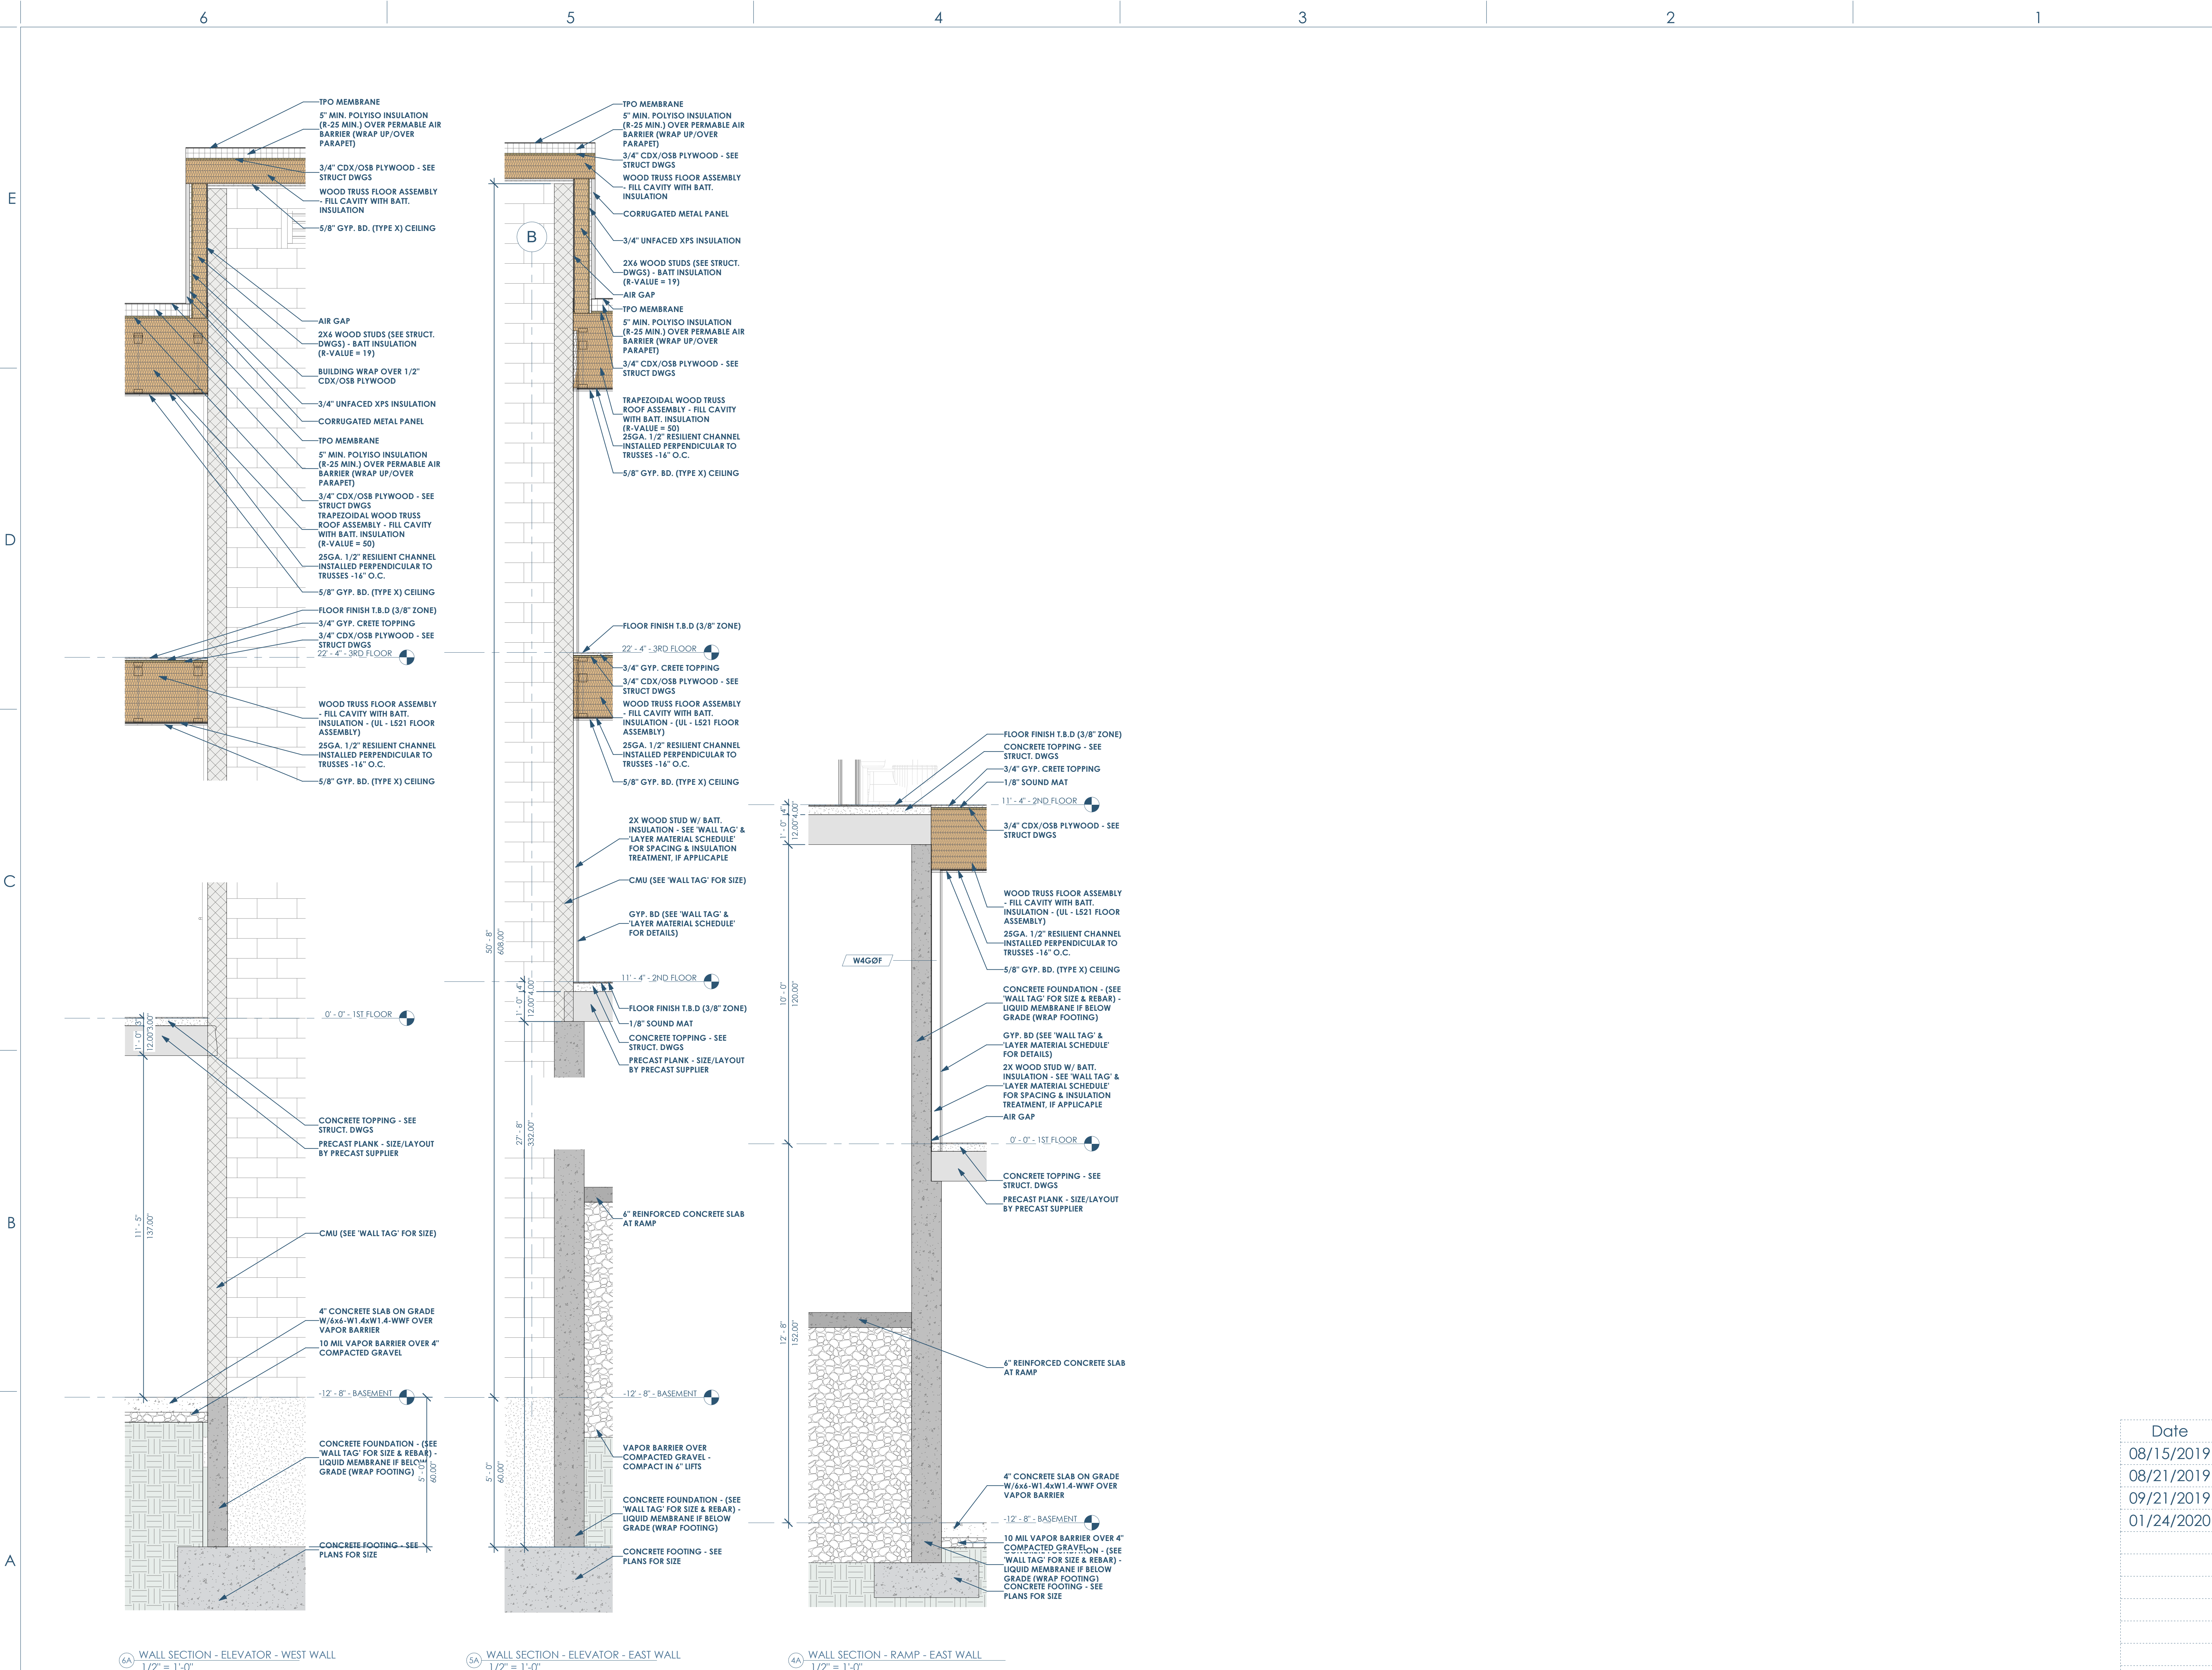 6
5
4
3
2
1
E
D
C
B
A
TPO MEMBRANE
5" MIN. POLYISO INSULATION
(R-25 MIN.) OVER PERMABLE AIR
BARRIER (WRAP UP/OVER
PARAPET)
3/4" CDX/OSB PLYWOOD - SEE
STRUCT DWGS
WOOD TRUSS FLOOR ASSEMBLY
- FILL CAVITY WITH BATT.
INSULATION
5/8" GYP. BD. (TYPE X) CEILING
AIR GAP
2X6 WOOD STUDS (SEE STRUCT.
DWGS) - BATT INSULATION
(R-VALUE = 19)
BUILDING WRAP OVER 1/2"
CDX/OSB PLYWOOD
3/4" UNFACED XPS INSULATION
CORRUGATED METAL PANEL
TPO MEMBRANE
5" MIN. POLYISO INSULATION
(R-25 MIN.) OVER PERMABLE AIR
BARRIER (WRAP UP/OVER
PARAPET)
3/4" CDX/OSB PLYWOOD - SEE
STRUCT DWGS
TRAPEZOIDAL WOOD TRUSS
ROOF ASSEMBLY - FILL CAVITY
WITH BATT. INSULATION
(R-VALUE = 50)
25GA. 1/2" RESILIENT CHANNEL
INSTALLED PERPENDICULAR TO
TRUSSES -16" O.C.
5/8" GYP. BD. (TYPE X) CEILING
FLOOR FINISH T.B.D (3/8" ZONE)
3/4" GYP. CRETE TOPPING
3/4" CDX/OSB PLYWOOD - SEE
STRUCT DWGS
22' - 4" - 3RD FLOOR
WOOD TRUSS FLOOR ASSEMBLY
- FILL CAVITY WITH BATT.
INSULATION - (UL - L521 FLOOR
ASSEMBLY)
25GA. 1/2" RESILIENT CHANNEL
INSTALLED PERPENDICULAR TO
TRUSSES -16" O.C.
5/8" GYP. BD. (TYPE X) CEILING
0' - 0" - 1ST FLOOR
3"
3.00"
1' - 0"
12.00"
CONCRETE TOPPING - SEE
STRUCT. DWGS
PRECAST PLANK - SIZE/LAYOUT
BY PRECAST SUPPLIER
11' - 5"
137.00"
CMU (SEE 'WALL TAG' FOR SIZE)
4" CONCRETE SLAB ON GRADE
W/6x6-W1.4xW1.4-WWF OVER
VAPOR BARRIER
10 MIL VAPOR BARRIER OVER 4"
COMPACTED GRAVEL
-12' - 8" - BASEMENT
CONCRETE FOUNDATION - (SEE
'WALL TAG' FOR SIZE & REBAR) -
LIQUID MEMBRANE IF BELOW
GRADE (WRAP FOOTING)
5' - 0"
60.00"
CONCRETE FOOTING - SEE
PLANS FOR SIZE
6A
WALL SECTION - ELEVATOR - WEST WALL
1/2" = 1'-0"
TPO MEMBRANE
5" MIN. POLYISO INSULATION
(R-25 MIN.) OVER PERMABLE AIR
BARRIER (WRAP UP/OVER
PARAPET)
3/4" CDX/OSB PLYWOOD - SEE
STRUCT DWGS
WOOD TRUSS FLOOR ASSEMBLY
- FILL CAVITY WITH BATT.
INSULATION
CORRUGATED METAL PANEL
B
3/4" UNFACED XPS INSULATION
2X6 WOOD STUDS (SEE STRUCT.
DWGS) - BATT INSULATION
(R-VALUE = 19)
AIR GAP
TPO MEMBRANE
5" MIN. POLYISO INSULATION
(R-25 MIN.) OVER PERMABLE AIR
BARRIER (WRAP UP/OVER
PARAPET)
3/4" CDX/OSB PLYWOOD - SEE
STRUCT DWGS
TRAPEZOIDAL WOOD TRUSS
ROOF ASSEMBLY - FILL CAVITY
WITH BATT. INSULATION
(R-VALUE = 50)
25GA. 1/2" RESILIENT CHANNEL
INSTALLED PERPENDICULAR TO
TRUSSES -16" O.C.
5/8" GYP. BD. (TYPE X) CEILING
FLOOR FINISH T.B.D (3/8" ZONE)
22' - 4" - 3RD FLOOR
3/4" GYP. CRETE TOPPING
3/4" CDX/OSB PLYWOOD - SEE
STRUCT DWGS
WOOD TRUSS FLOOR ASSEMBLY
- FILL CAVITY WITH BATT.
INSULATION - (UL - L521 FLOOR
ASSEMBLY)
25GA. 1/2" RESILIENT CHANNEL
INSTALLED PERPENDICULAR TO
TRUSSES -16" O.C.
5/8" GYP. BD. (TYPE X) CEILING
2X WOOD STUD W/ BATT.
INSULATION - SEE 'WALL TAG' &
'LAYER MATERIAL SCHEDULE'
FOR SPACING & INSULATION
TREATMENT, IF APPLICAPLE
CMU (SEE 'WALL TAG' FOR SIZE)
GYP. BD (SEE 'WALL TAG' &
'LAYER MATERIAL SCHEDULE'
FOR DETAILS)
50' - 8"
608.00"
11' - 4" - 2ND FLOOR
4"
4.00"
1' - 0"
12.00"
FLOOR FINISH T.B.D (3/8" ZONE)
1/8" SOUND MAT
CONCRETE TOPPING - SEE
STRUCT. DWGS
PRECAST PLANK - SIZE/LAYOUT
BY PRECAST SUPPLIER
27' - 8"
332.00"
6" REINFORCED CONCRETE SLAB
AT RAMP
-12' - 8" - BASEMENT
VAPOR BARRIER OVER
COMPACTED GRAVEL -
COMPACT IN 6" LIFTS
5' - 0"
60.00"
CONCRETE FOUNDATION - (SEE
'WALL TAG' FOR SIZE & REBAR) -
LIQUID MEMBRANE IF BELOW
GRADE (WRAP FOOTING)
CONCRETE FOOTING - SEE
PLANS FOR SIZE
5A
WALL SECTION - ELEVATOR - EAST WALL
1/2" = 1'-0"
FLOOR FINISH T.B.D (3/8" ZONE)
CONCRETE TOPPING - SEE
STRUCT. DWGS
3/4" GYP. CRETE TOPPING
1/8" SOUND MAT
11' - 4" - 2ND FLOOR
4"
4.00"
1' - 0"
12.00"
3/4" CDX/OSB PLYWOOD - SEE
STRUCT DWGS
WOOD TRUSS FLOOR ASSEMBLY
- FILL CAVITY WITH BATT.
INSULATION - (UL - L521 FLOOR
ASSEMBLY)
25GA. 1/2" RESILIENT CHANNEL
INSTALLED PERPENDICULAR TO
TRUSSES -16" O.C.
W4GØF
5/8" GYP. BD. (TYPE X) CEILING
10' - 0"
120.00"
CONCRETE FOUNDATION - (SEE
'WALL TAG' FOR SIZE & REBAR) -
LIQUID MEMBRANE IF BELOW
GRADE (WRAP FOOTING)
GYP. BD (SEE 'WALL TAG' &
'LAYER MATERIAL SCHEDULE'
FOR DETAILS)
2X WOOD STUD W/ BATT.
INSULATION - SEE 'WALL TAG' &
'LAYER MATERIAL SCHEDULE'
FOR SPACING & INSULATION
TREATMENT, IF APPLICAPLE
AIR GAP
0' - 0" - 1ST FLOOR
CONCRETE TOPPING - SEE
STRUCT. DWGS
PRECAST PLANK - SIZE/LAYOUT
BY PRECAST SUPPLIER
12' - 8"
152.00"
6" REINFORCED CONCRETE SLAB
AT RAMP
4" CONCRETE SLAB ON GRADE
W/6x6-W1.4xW1.4-WWF OVER
VAPOR BARRIER
-12' - 8" - BASEMENT
10 MIL VAPOR BARRIER OVER 4"
COMPACTED GRAVEL
CONCRETE FOUNDATION - (SEE
'WALL TAG' FOR SIZE & REBAR) -
LIQUID MEMBRANE IF BELOW
GRADE (WRAP FOOTING)
CONCRETE FOOTING - SEE
PLANS FOR SIZE
4A
WALL SECTION - RAMP - EAST WALL
1/2" = 1'-0"
Date
08/15/2019
08/21/2019
09/21/2019
01/24/2020